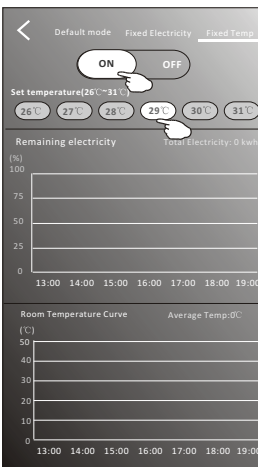 Default mode Fixed Electricity Fixed Temp
ON OFF
Set temperature(26℃~31℃)
26℃ 27℃ 28℃ 29℃ 30℃ 31℃
Remaining electricity Total Electricity: 0 kwh
(%)
100
75
50
25
0
13:00 14:00 15:00 16:00 17:00 18:00 19:00
Room Temperature Curve Average Temp:0℃
(℃)
50
40
30
20
10
0
13:00 14:00 15:00 16:00 17:00 18:00 19:00